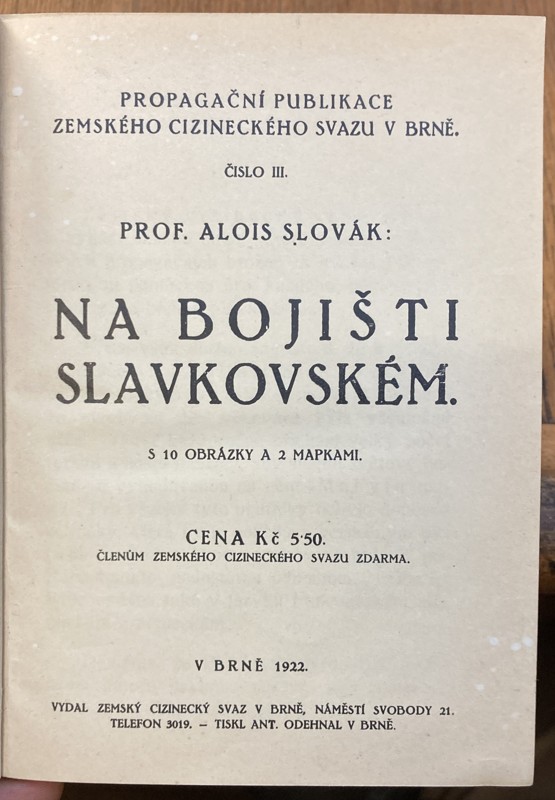 PROPAGAČNÍ PUBLIKACE
ZEMSKÉHO CIZINECKÉHO SVAZU V BRNĚ.
ČISLO III.
PROF. ALOIS SLOVÁK:
NA BOJIŠTI
SLAVKOVSKÉM.
S 10 OBRÁZKY A 2 MAPKAMI.
CENA Kč 5·50.
ČLENŮM ZEMSKÉHO CIZINECKÉHO SVAZU ZDARMA.
V BRNĚ 1922.
VYDAL ZEMSKÝ CIZINECKÝ SVAZ V BRNĚ, NÁMĚSTÍ SVOBODY 21.
TELEFON 3019. – TISKL ANT. ODEHNAL V BRNĚ.